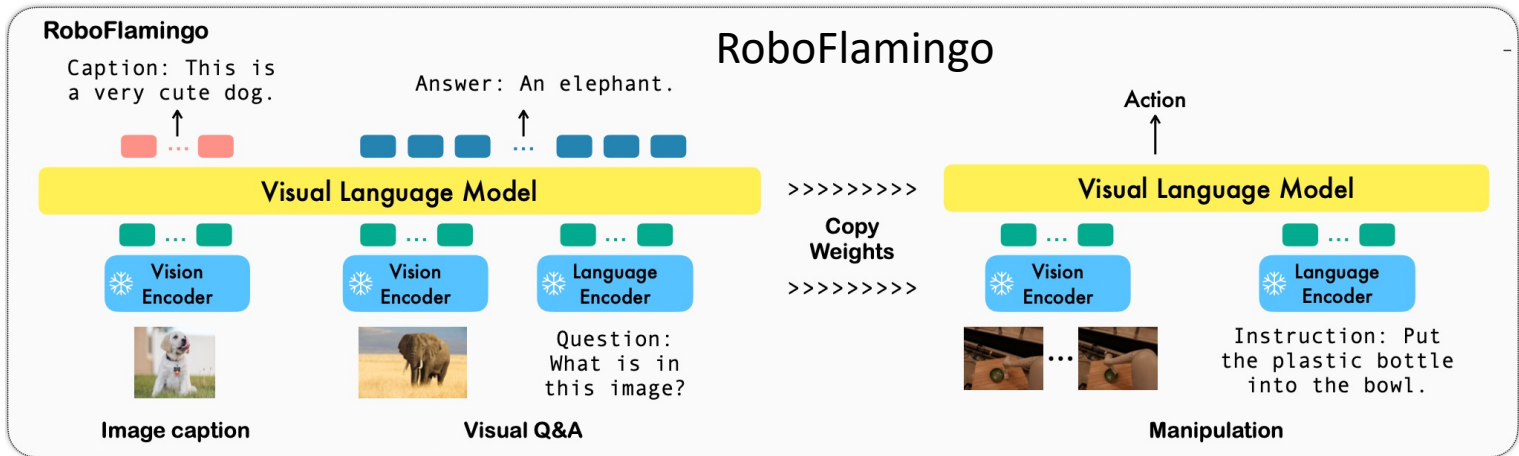 RoboFlamingo
RoboFlamingo
Caption: This is
a very cute dog.
Answer: An elephant.
Action
...
...
Visual Language Model
>>>>>>>>>
Visual Language Model
...
...
...
Copy
Weights
...
...
Vision
Encoder
Vision
Encoder
Language
Encoder
>>>>>>>>>
Vision
Encoder
Language
Encoder
Question:
What is in
this image?
...
Instruction: Put
the plastic bottle
into the bowl.
Image caption
Visual Q&A
Manipulation